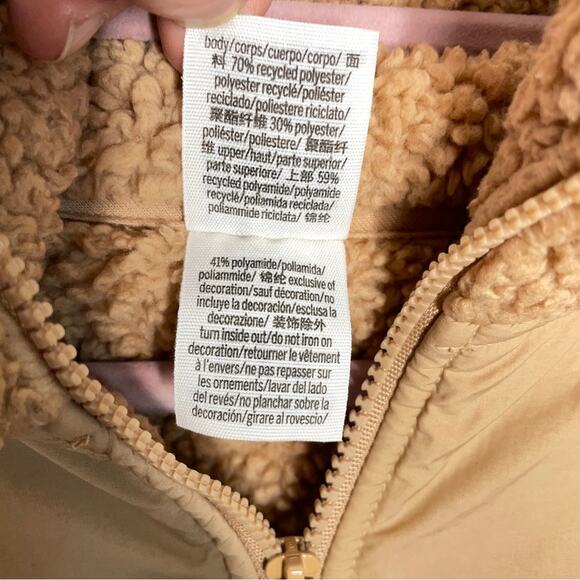 body/corps/cuerpo/corpo/ 面
料 70% recycled polyester/
polyester recyclé/poliéster
reciclado/poliestere riciclato/
聚酯纤维 30% polyester/
poliéster/poliestere/ 聚酯纤
维 upper/haut/parte superior/
parte superiore/ 上部 59%
recycled polyamide/polyamide
recyclé/poliamida reciclada/
poliammide riciclata/ 锦纶
41% polyamide/poliamida/
poliammide/ 锦纶 exclusive of
decoration/sauf décoration/no
incluye la decoración/esclusa la
decorazione/ 装饰除外
turn inside out/do not iron on
decoration/retourner le vêtement
à l'envers/ne pas repasser sur
les ornements/lavar del lado
del revés/no planchar sobre la
decoración/girare al rovescio/